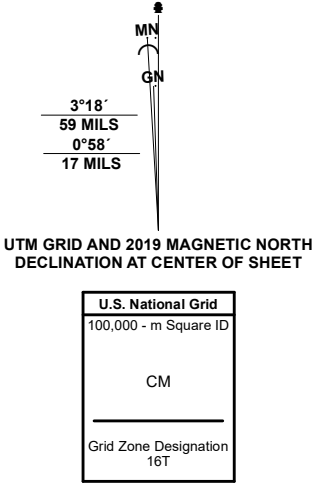 MN
GN
3°18´
59 MILS
0°58´
17 MILS
UTM GRID AND 2019 MAGNETIC NORTH
DECLINATION AT CENTER OF SHEET
U.S. National Grid
100,000 - m Square ID
CM
Grid Zone Designation
16T